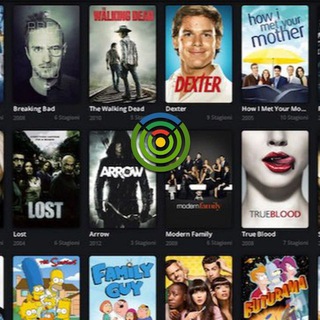 THE WALKING DEAD
DEXTER
how i met your mother
Breaking Bad
The Walking Dead
Dexter
How I Met Your Mo...
2008
5 Stagioni
2010
5 Stagioni
2006
8 Stagioni
2005
10 Stagioni
LOST
ARROW
modern family
TRUEBLOOD
Lost
Arrow
Modern Family
True Blood
2004
6 Stagioni
2012
3 Stagioni
2009
6 Stagioni
2008
7 Stagioni
THE SIMPSONS
FAMILY GUY
FUTURAMA